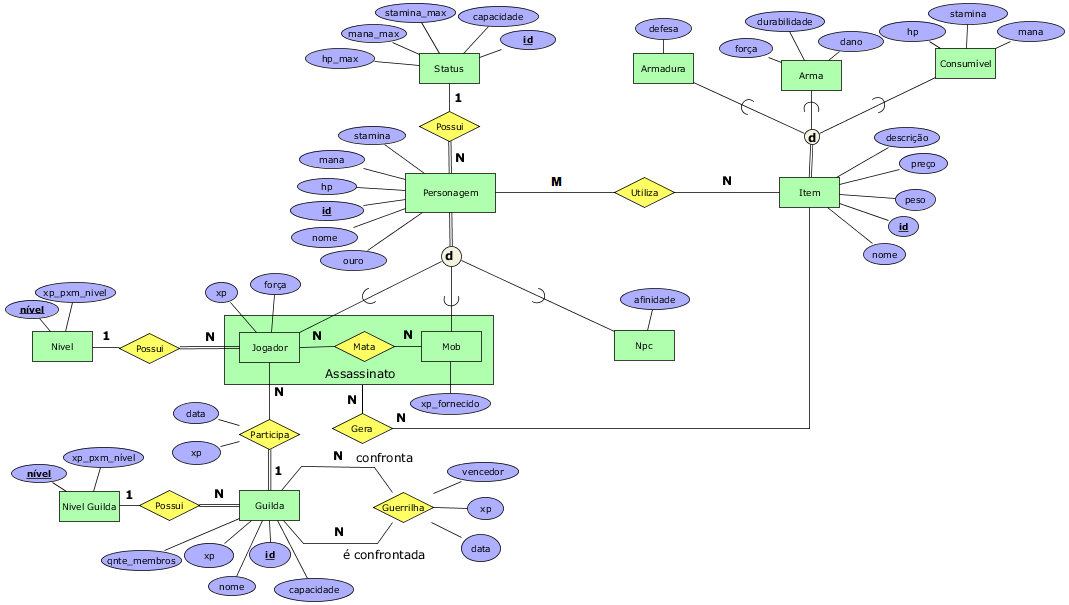 stamina_max
mana_max
capacidade
hp_max
id
Status
1
Possui
N
defesa
Armadura
durabilidade
força
dano
Arma
stamina
hp
mana
Consumível
d
stamina
mana
hp
id
nome
ouro
Personagem
M
Utiliza
N
Item
descrição
preço
peso
id
nome
d
xp_pxm_nivel
nível
Nivel
1
Possui
N
xp
força
Jogador
N
Mata
N
Mob
Assassinato
xp_fornecido
afinidade
Npc
N
Gera
N
N
data
xp
Participa
1
xp_pxm_nivel
nível
Nivel Guilda
1
Possui
N
Guilda
N
confronta
Guerrilha
N
é confrontada
vencedor
xp
data
qnte_membros
xp
id
nome
capacidade